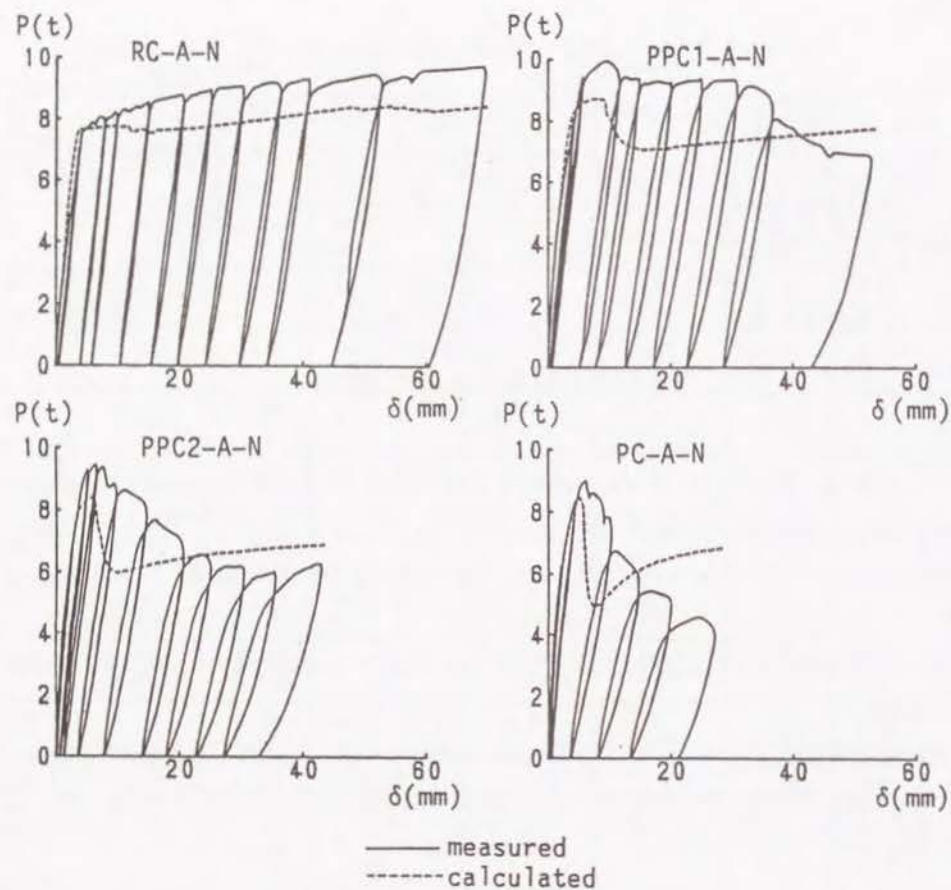 P(t)
RC-A-N
10
8
6
4
2
0
20
40
60
δ(mm)
P(t)
PPC1-A-N
10
8
6
4
2
0
20
40
60
δ(mm)
P(t)
PPC2-A-N
10
8
6
4
2
0
20
40
60
δ(mm)
P(t)
PC-A-N
10
8
6
4
2
0
20
40
60
δ(mm)
measured
calculated